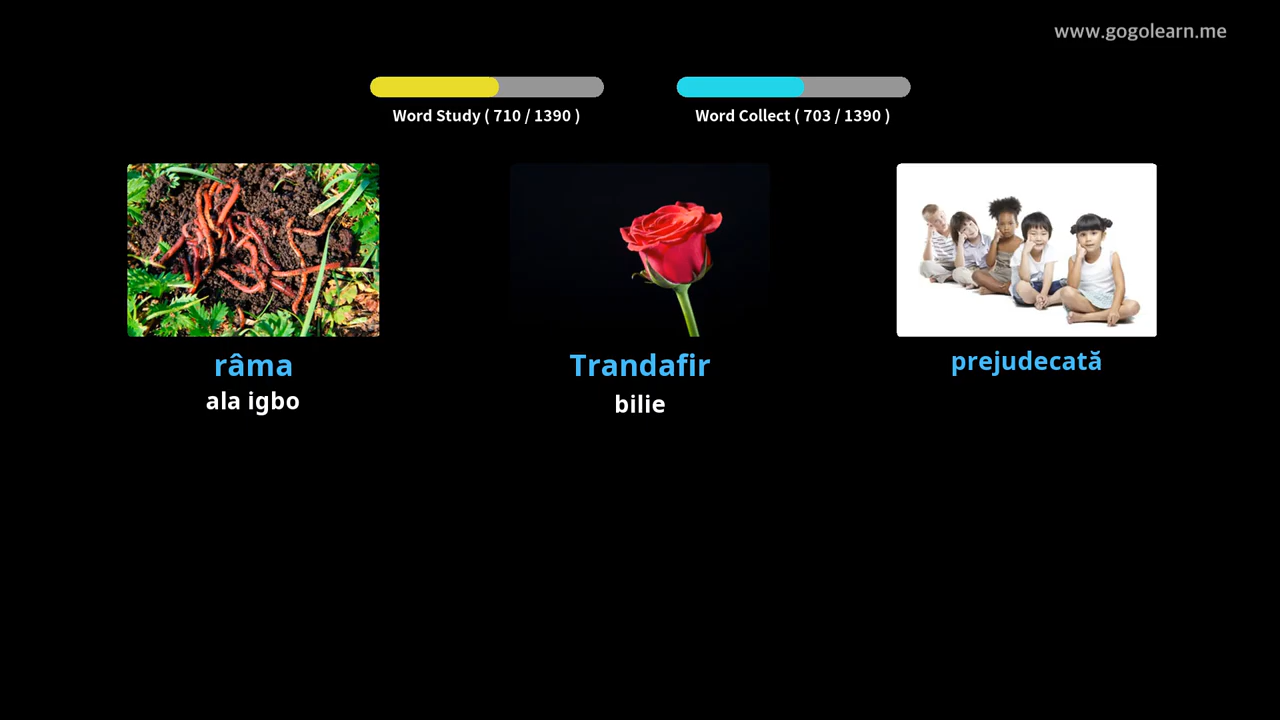 www.gogolearn.me
Word Study ( 710 / 1390 )
Word Collect ( 703 / 1390 )
râma
ala igbo
Trandafir
bilie
prejudecată